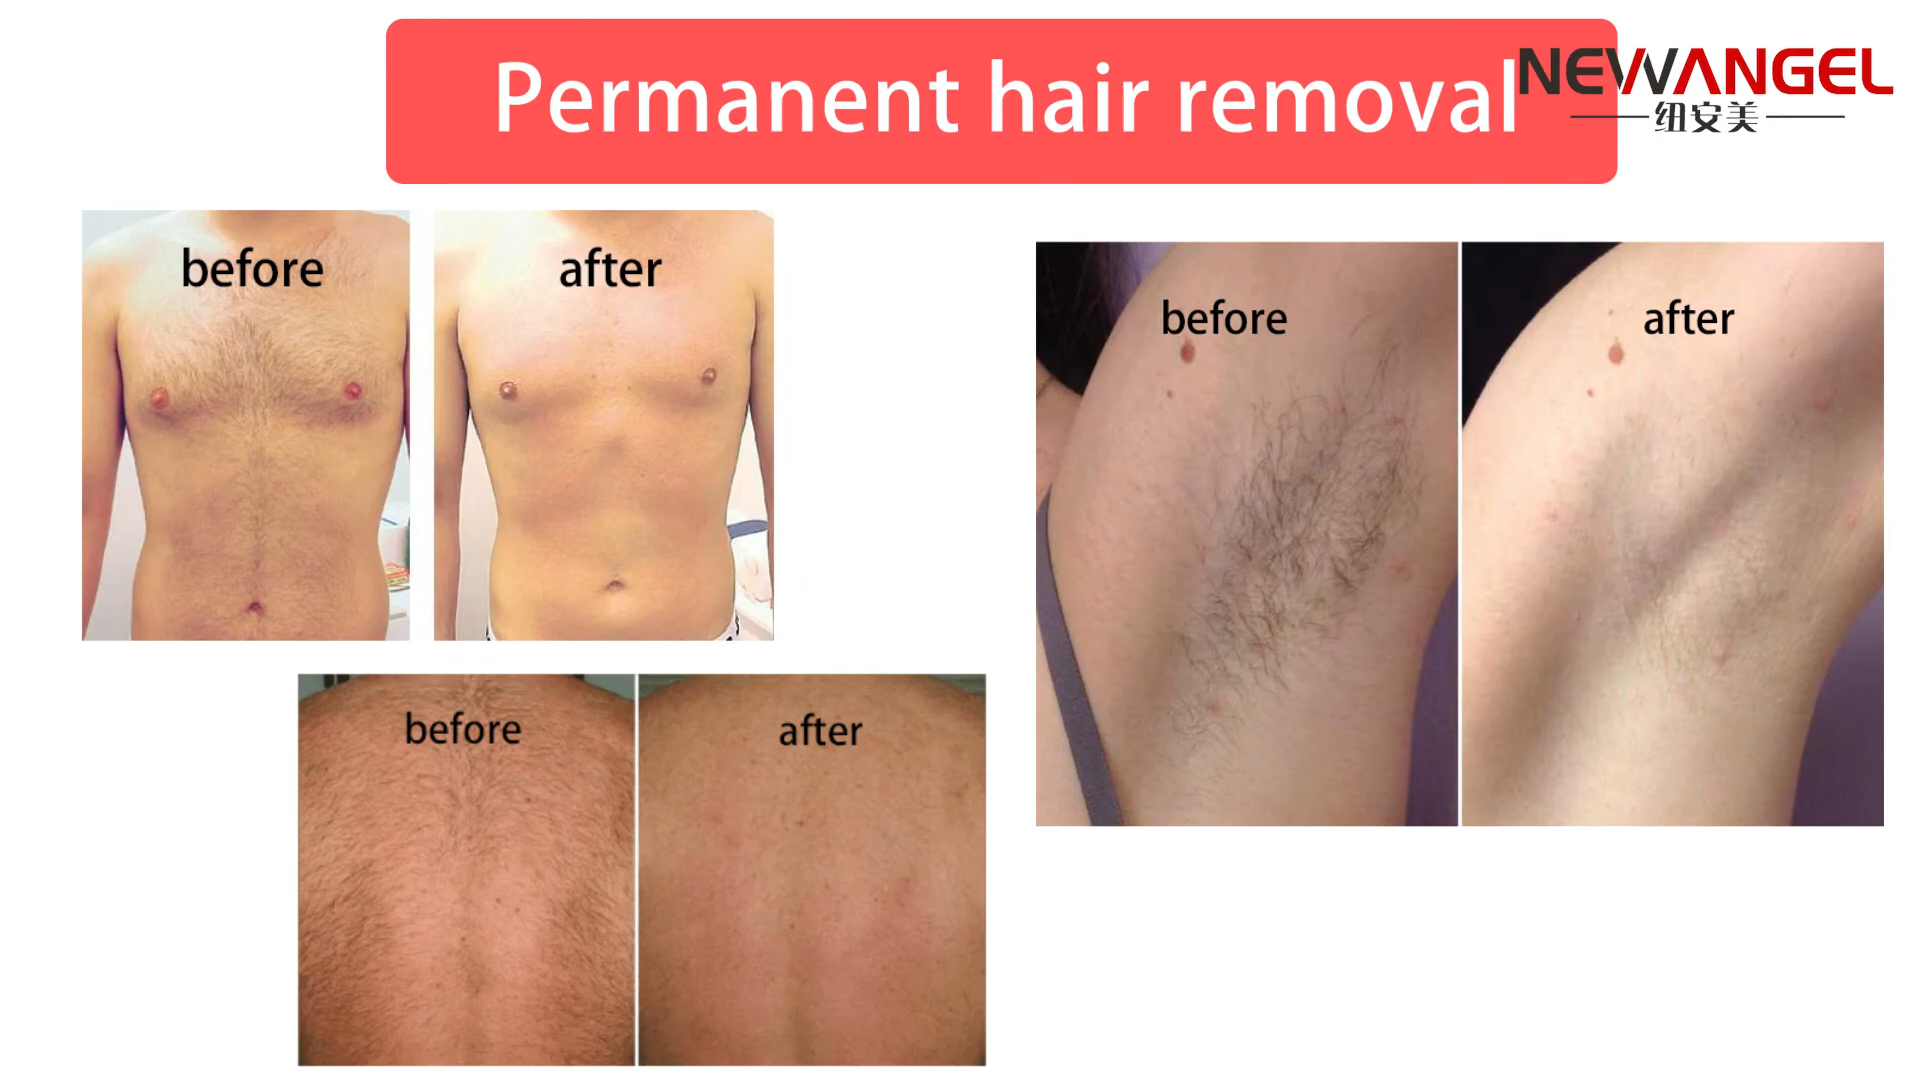 Permanent hair removal
NEWANGEL
纽安美
before
after
before
after
before
after